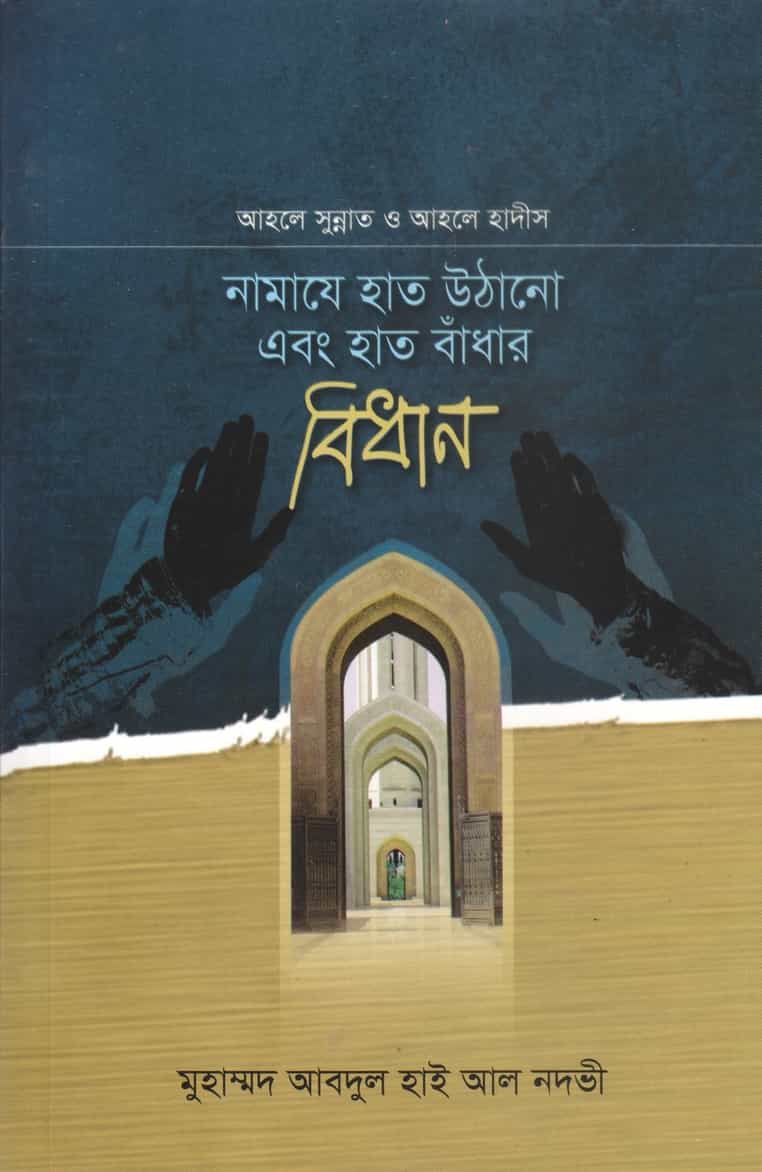 আহলে সুন্নাত ও আহলে হাদীস
নামাযে হাত উঠানো
এবং হাত বাঁধার
বিধান
মুহাম্মদ আবদুল হাই আল নদভী